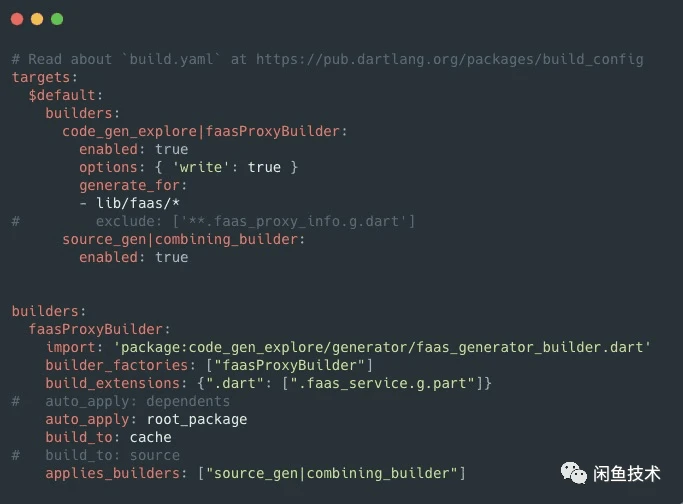 # Read about `build.yaml` at https://pub.dartlang.org/packages/build_config
targets:
  $default:
    builders:
      code_gen_explore|faasProxyBuilder:
        enabled: true
        options: { 'write': true }
        generate_for:
        - lib/faas/*
#         exclude: ['**.faas_proxy_info.g.dart']
      source_gen|combining_builder:
        enabled: true
builders:
  faasProxyBuilder:
    import: 'package:code_gen_explore/generator/faas_generator_builder.dart'
    builder_factories: ["faasProxyBuilder"]
    build_extensions: {".dart": [".faas_service.g.part"]}
#   auto_apply: dependents
    auto_apply: root_package
    build_to: cache
#   build_to: source
    applies_builders: ["source_gen|combining_builder"]
闲鱼技术